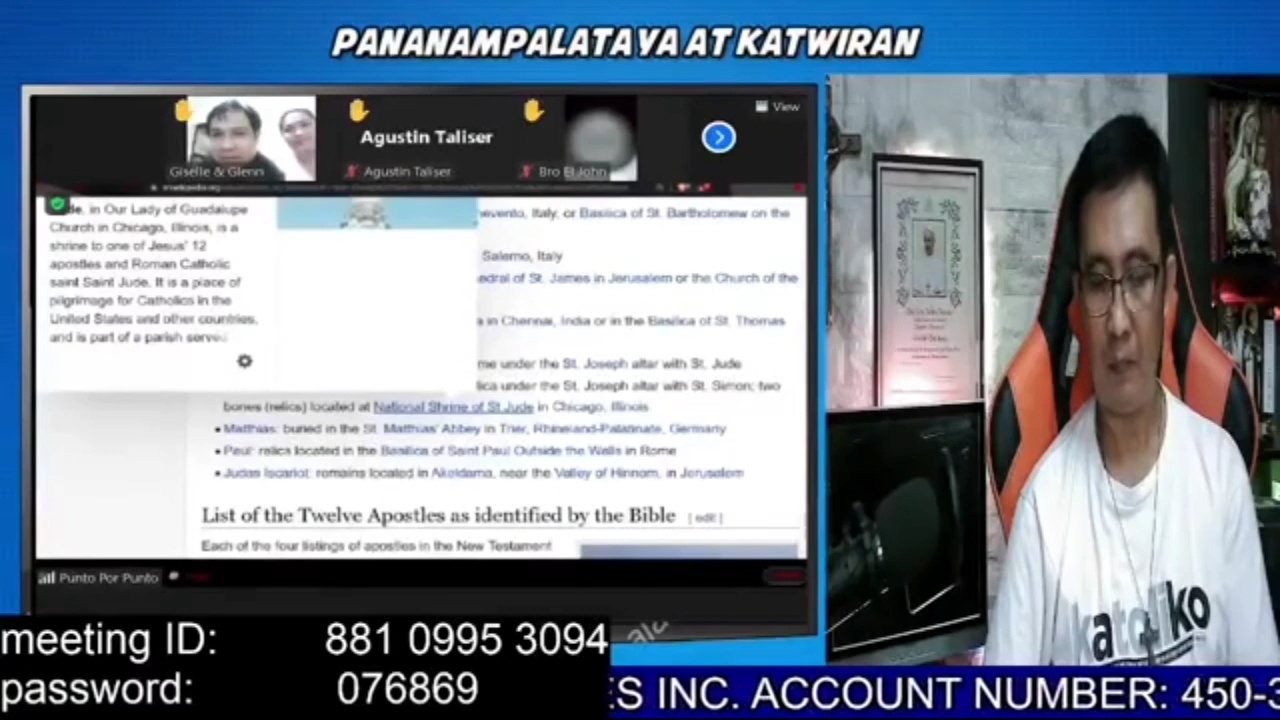 PANANAMPALATAYA AT KATWIRAN
View
Agustin Taliser
Giselle & Glenn
Agustin Taliser
Bro El John
in Our Lady of Guadalupe
Church in Chicago, Illinois, is a
shrine to one of Jesus' 12
apostles and Roman Catholic
saint Saint Jude. It is a place of
pilgrimage for Catholics in the
United States and other countries,
and is part of a parish served
Italy, or Basilica of St. Bartholomew on the
Salerno, Italy
of St. James in Jerusalem or the Church of the
in Chennai, India or in the Basilica of St. Thomas
under the St. Joseph altar with St. Jude
under the St. Joseph altar with St. Simon; two
bones (relics) located at National Shrine of St Jude in Chicago, Illinois
• Matthias: buried in the St. Matthias' Abbey in Trier, Rhineland-Palatinate, Germany
• Paul: relics located in the Basilica of Saint Paul Outside the Walls in Rome
• Judas Iscariot: remains located in Akeldama, near the Valley of Hinnom, in Jerusalem
List of the Twelve Apostles as identified by the Bible [ edit ]
Each of the four listings of apostles in the New Testament
Punto Por Punto
katoliko
meeting ID: 881 0995 3094
password: 076869
ES INC. ACCOUNT NUMBER: 450-3